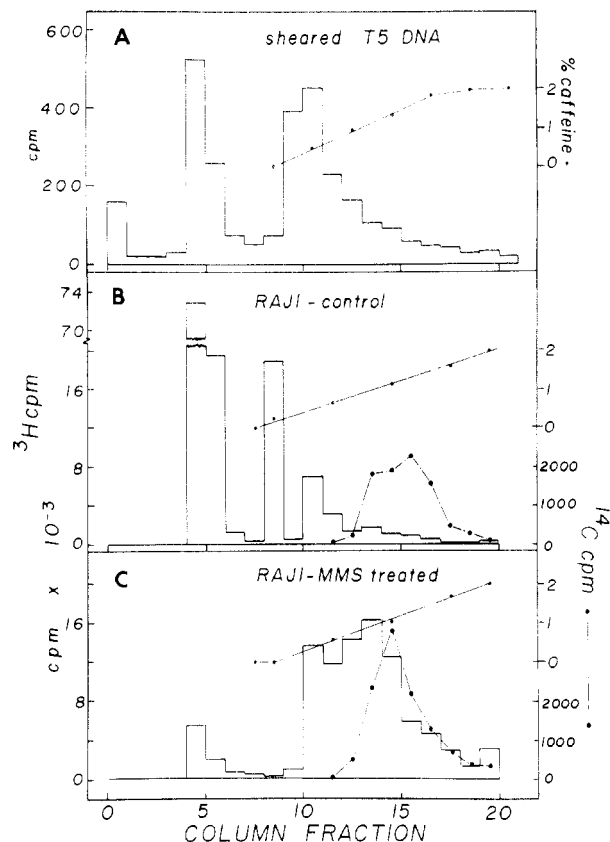 A
sheared T5 DNA
600
400
200
0
cpm
2
1
0
% caffeine
B
RAJI-control
74
70
16
8
0
2
1
0
2000
1000
0
C
RAJI-MMS treated
16
8
0
2
1
0
2000
1000
0
cpm x 10⁻³ ³H cpm
¹⁴C cpm
0 5 10 15 20
COLUMN FRACTION